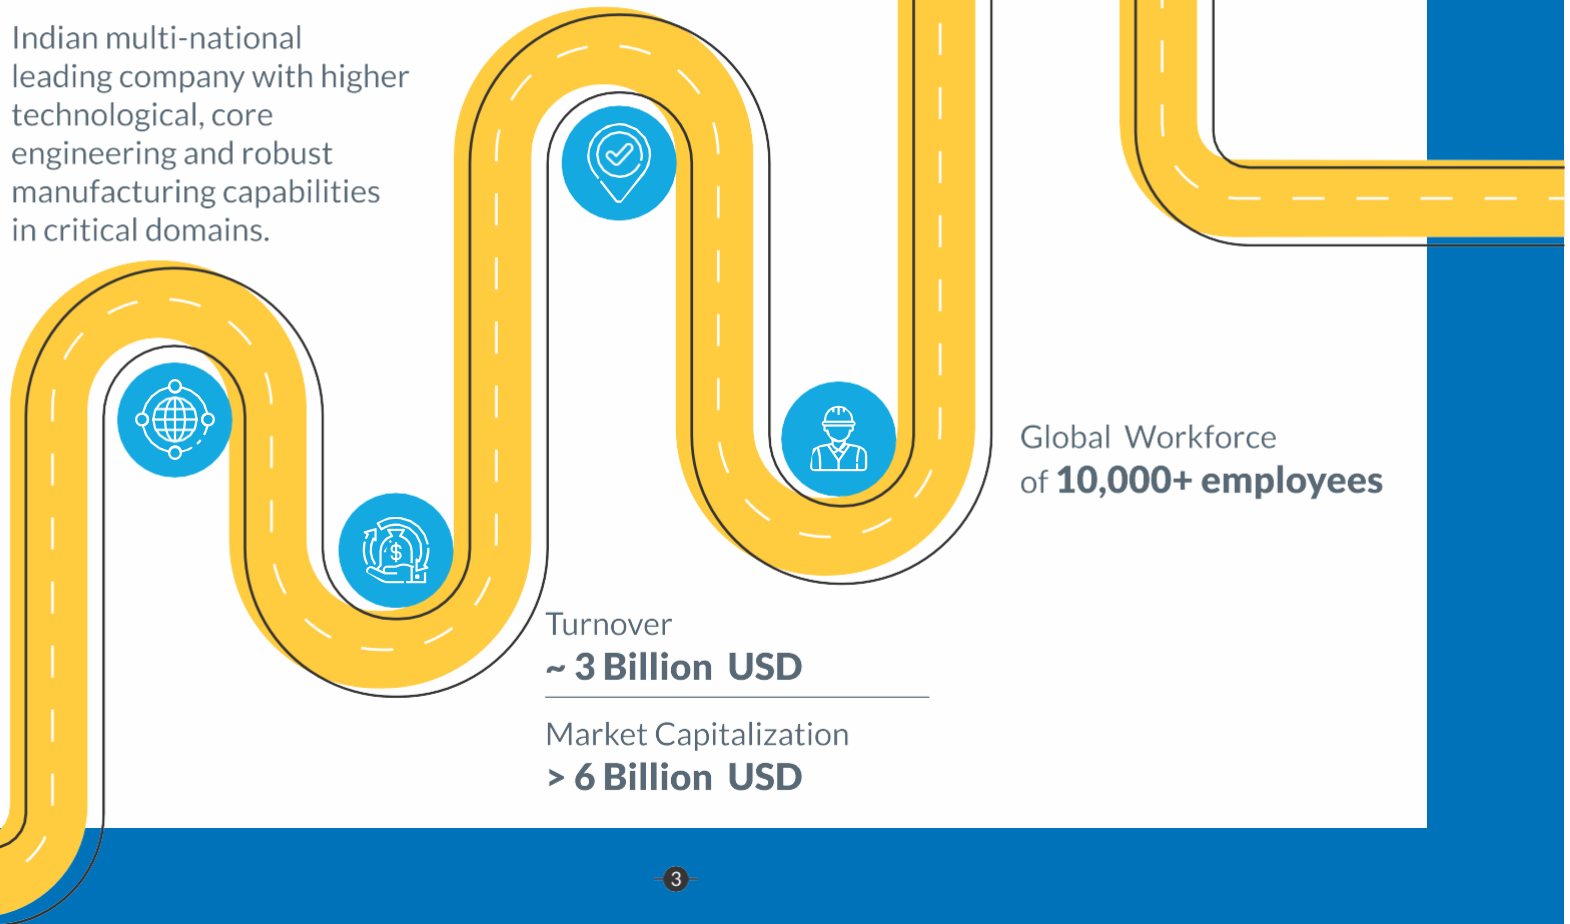 Indian multi-national
leading company with higher
technological, core
engineering and robust
manufacturing capabilities
in critical domains.
$
Global Workforce
of 10,000+ employees
Turnover
~ 3 Billion USD
Market Capitalization
> 6 Billion USD
3